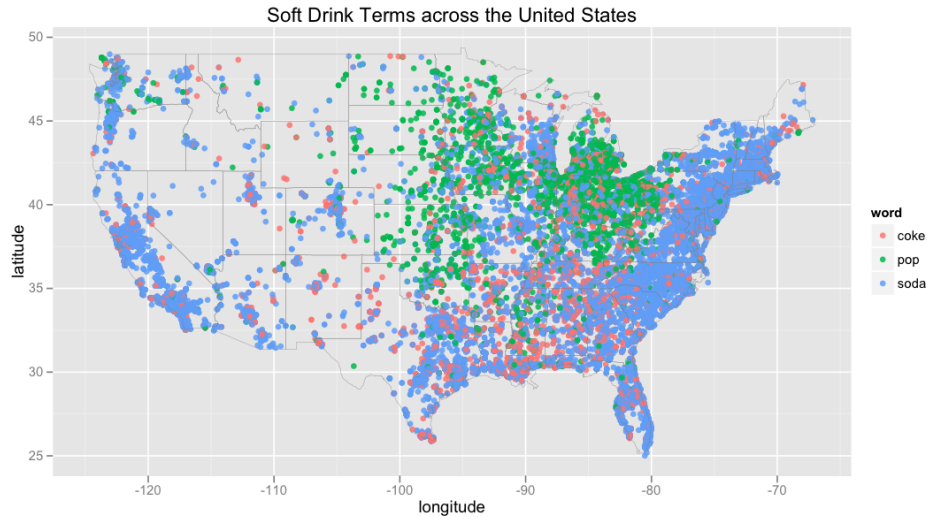 Soft Drink Terms across the United States
50
45
40
35
30
25
latitude
-120 -110 -100 -90 -80 -70
longitude
word
coke
pop
soda